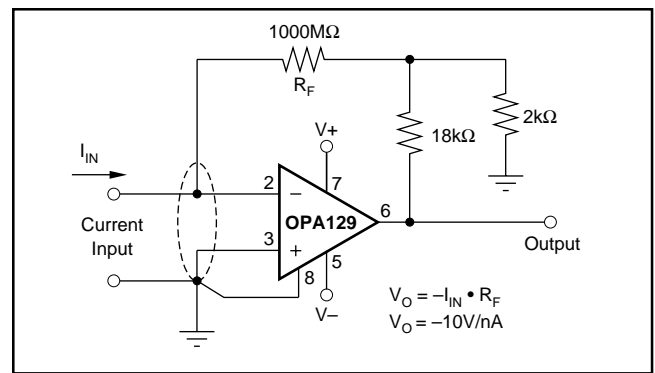 1000MΩ
R_F
18kΩ
2kΩ
V+
I_IN
2
−
7
OPA129
6
3
+
8
5
V−
Current
Input
Output
V_O = –I_IN • R_F
V_O = –10V/nA